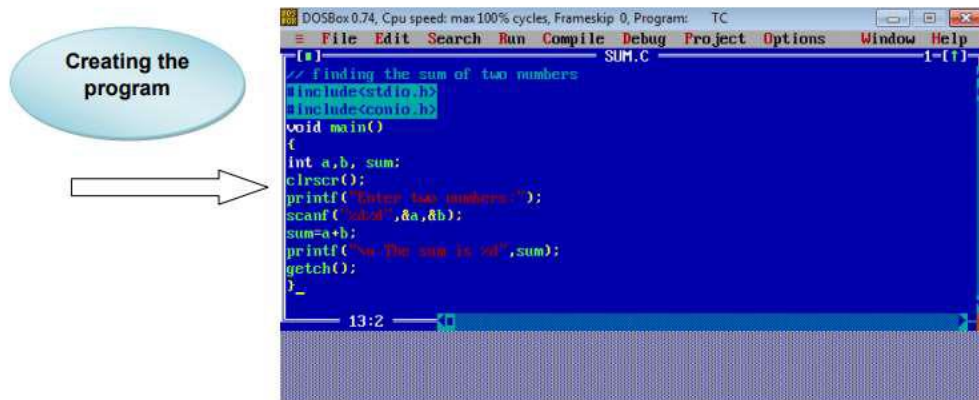 Creating the
program
DOSBox 0.74, Cpu speed: max 100% cycles, Frameskip 0, Program: TC
≡ File Edit Search Run Compile Debug Project Options Window Help
SUM.C 1=[↑]
// finding the sum of two numbers
#include<stdio.h>
#include<conio.h>
void main()
{
int a,b, sum;
clrscr();
printf("Enter two numbers:");
scanf("%d%d",&a,&b);
sum=a+b;
printf("\n The sum is %d",sum);
getch();
}
13:2